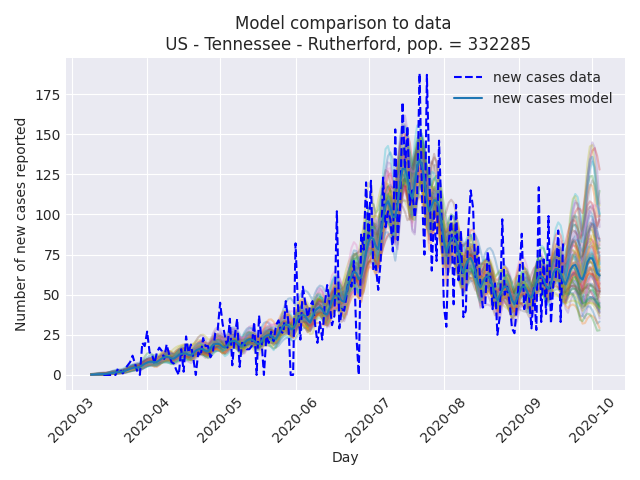 Model comparison to data
US - Tennessee - Rutherford, pop. = 332285
new cases data
new cases model
Number of new cases reported
175
150
125
100
75
50
25
0
2020-03
2020-04
2020-05
2020-06
2020-07
2020-08
2020-09
2020-10
Day